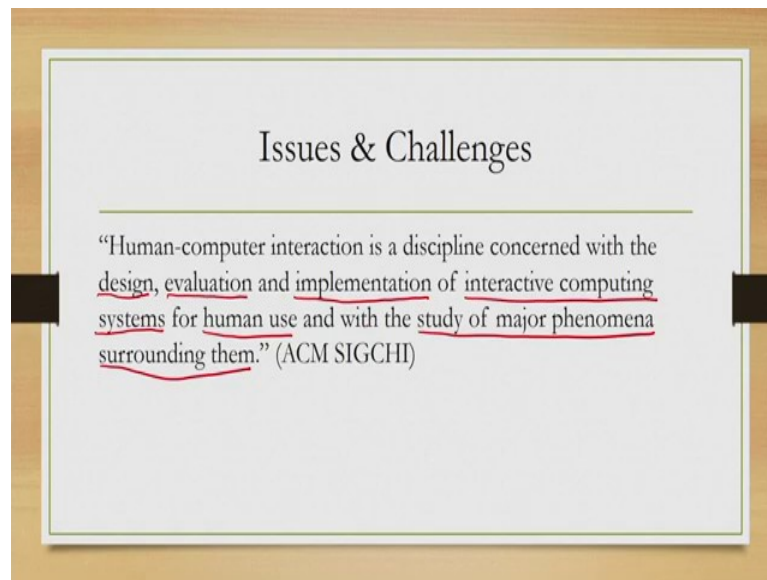 Issues & Challenges
“Human-computer interaction is a discipline concerned with the
design, evaluation and implementation of interactive computing
systems for human use and with the study of major phenomena
surrounding them.” (ACM SIGCHI)